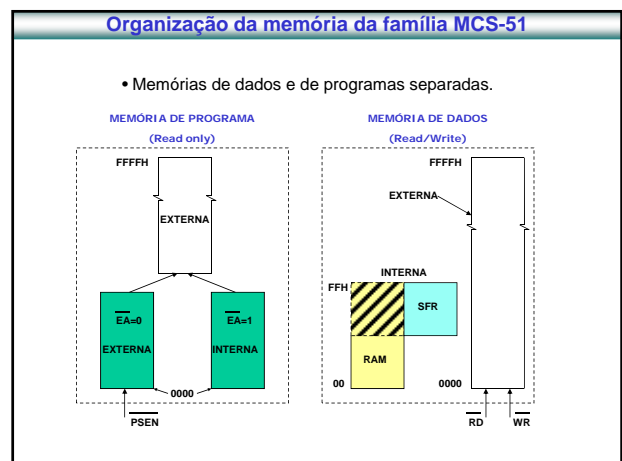 Organização da memória da família MCS-51
• Memórias de dados e de programas separadas.
MEMÓRIA DE PROGRAMA
(Read only)
MEMÓRIA DE DADOS
(Read/Write)
FFFFH
EXTERNA
EA=0
EXTERNA
EA=1
INTERNA
0000
PSEN
FFFFH
EXTERNA
INTERNA
FFH
SFR
RAM
00
0000
RD
WR